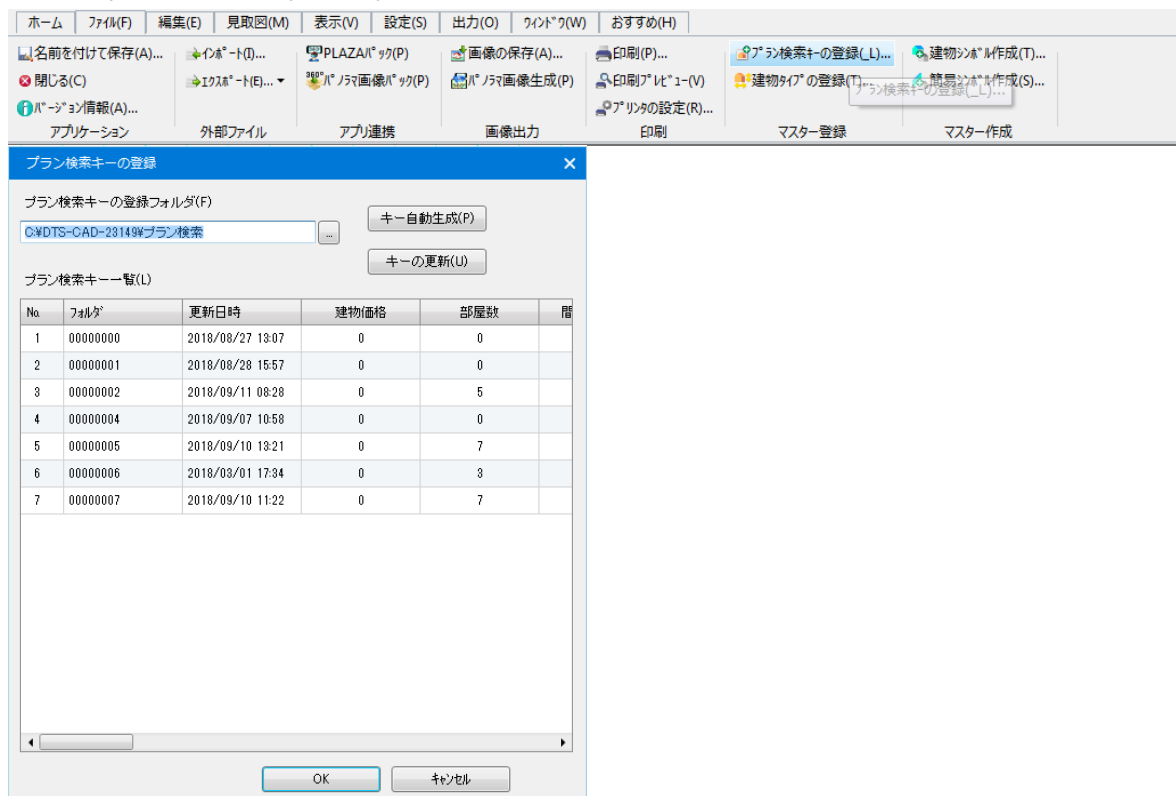 ホーム ファイル(F) 編集(E) 見取図(M) 表示(V) 設定(S) 出力(O) ウィンドウ(W) おすすめ(H)
名前を付けて保存(A)... インポート(I)... PLAZAパック(P) 画像の保存(A)... 印刷(P)... プラン検索キーの登録(_L)... 建物シンボル作成(T)...
閉じる(C) エクスポート(E)... 360°パノラマ画像パック(P) パノラマ画像生成(P) 印刷プレビュー(V) 建物タイプの登録(T)... 簡易シンボル作成(S)...
プラン検索キーの登録(_L)...
バージョン情報(A)... プリンタの設定(R)...
アプリケーション 外部ファイル アプリ連携 画像出力 印刷 マスター登録 マスター作成
プラン検索キーの登録
プラン検索キーの登録フォルダ(F)
キー自動生成(P)
C:¥DTS-CAD-23149¥プラン検索 ...
キーの更新(U)
プラン検索キー一覧(L)
No. フォルダ 更新日時 建物価格 部屋数 間
1 00000000 2018/08/27 13:07 0 0
2 00000001 2018/08/28 15:57 0 0
3 00000002 2018/09/11 08:28 0 5
4 00000004 2018/09/07 10:58 0 0
5 00000005 2018/09/10 13:21 0 7
6 00000006 2018/03/01 17:34 0 3
7 00000007 2018/09/10 11:22 0 7
OK キャンセル